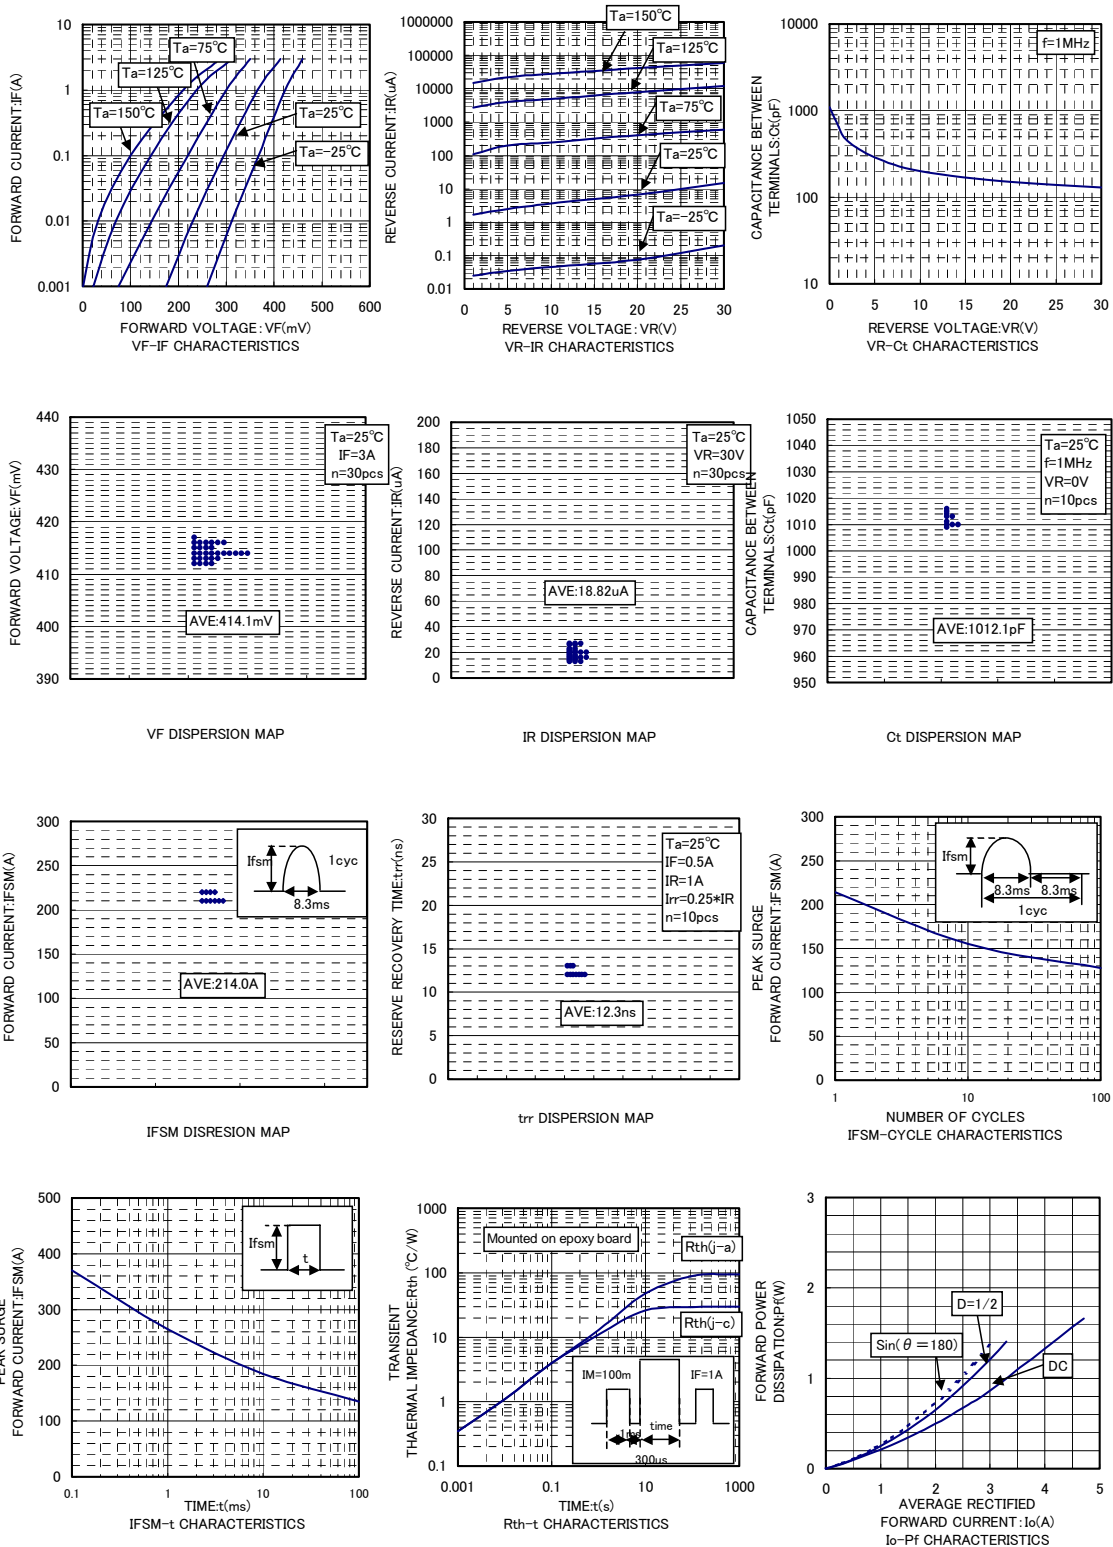 10
1
0.1
0.01
0.001
FORWARD CURRENT:IF(A)
Ta=75℃
Ta=125℃
Ta=150℃
Ta=25℃
Ta=-25℃
0 100 200 300 400 500 600
FORWARD VOLTAGE:VF(mV)
VF-IF CHARACTERISTICS
1000000
100000
10000
1000
100
10
1
0.1
0.01
REVERSE CURRENT:IR(uA)
Ta=150℃
Ta=125℃
Ta=75℃
Ta=25℃
Ta=-25℃
0 5 10 15 20 25 30
REVERSE VOLTAGE:VR(V)
VR-IR CHARACTERISTICS
10000
1000
100
10
CAPACITANCE BETWEEN
TERMINALS:Ct(pF)
f=1MHz
0 5 10 15 20 25 30
REVERSE VOLTAGE:VR(V)
VR-Ct CHARACTERISTICS
440
430
420
410
400
390
FORWARD VOLTAGE:VF(mV)
Ta=25℃
IF=3A
n=30pcs
AVE:414.1mV
VF DISPERSION MAP
200
180
160
140
120
100
80
60
40
20
0
REVERSE CURRENT:IR(uA)
Ta=25℃
VR=30V
n=30pcs
AVE:18.82uA
IR DISPERSION MAP
1050
1040
1030
1020
1010
1000
990
980
970
960
950
CAPACITANCE BETWEEN
TERMINALS:Ct(pF)
Ta=25℃
f=1MHz
VR=0V
n=10pcs
AVE:1012.1pF
Ct DISPERSION MAP
300
250
200
150
100
50
0
FORWARD CURRENT:IFSM(A)
Ifsm
1cyc
8.3ms
AVE:214.0A
IFSM DISRESION MAP
30
25
20
15
10
5
0
RESERVE RECOVERY TIME:trr(ns)
Ta=25℃
IF=0.5A
IR=1A
Irr=0.25*IR
n=10pcs
AVE:12.3ns
trr DISPERSION MAP
300
250
200
150
100
50
0
PEAK SURGE
FORWARD CURRENT:IFSM(A)
Ifsm
8.3ms 8.3ms
1cyc
1 10 100
NUMBER OF CYCLES
IFSM-CYCLE CHARACTERISTICS
500
400
300
200
100
0
PEAK SURGE
FORWARD CURRENT:IFSM(A)
Ifsm
t
0.1 1 10 100
TIME:t(ms)
IFSM-t CHARACTERISTICS
1000
100
10
1
0.1
TRANSIENT
THAERMAL IMPEDANCE:Rth (℃/W)
Mounted on epoxy board
Rth(j-a)
Rth(j-c)
IM=100m
IF=1A
1ms
time
300us
0.001 0.1 10 1000
TIME:t(s)
Rth-t CHARACTERISTICS
3
2
1
0
FORWARD POWER
DISSIPATION:Pf(W)
D=1/2
Sin(θ=180)
DC
0 1 2 3 4 5
AVERAGE RECTIFIED
FORWARD CURRENT:Io(A)
Io-Pf CHARACTERISTICS